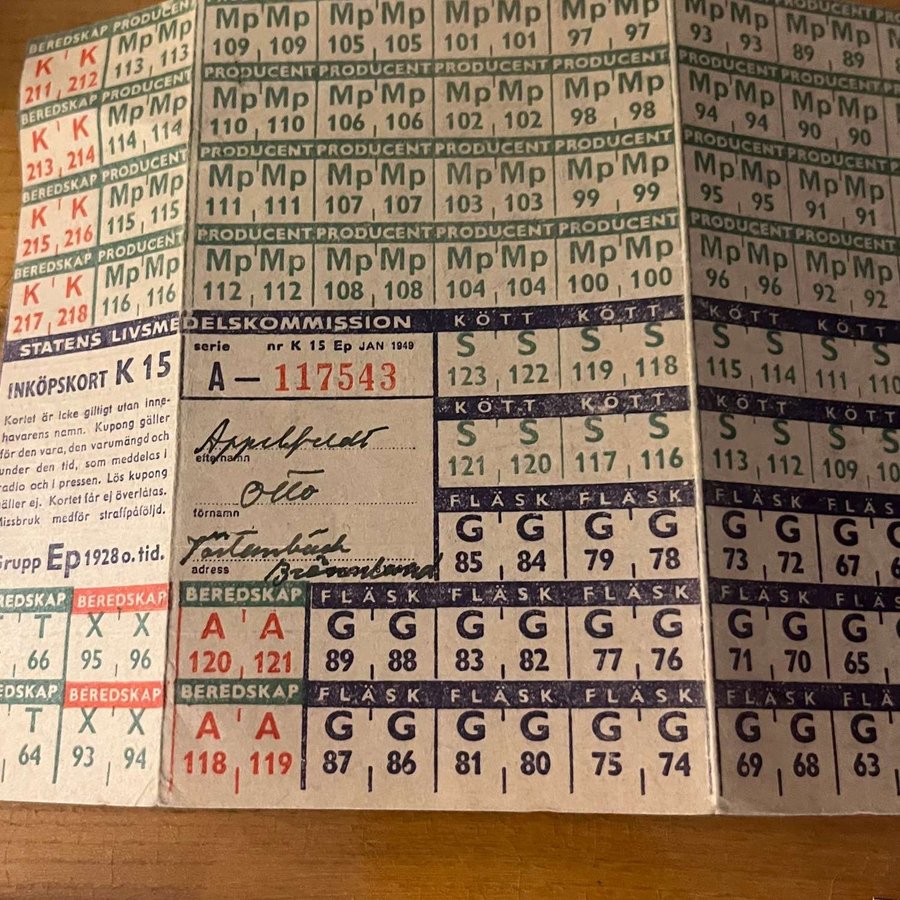 BEREDSKAP PRODUCENT
K K Mp Mp
211 212 113 113
BEREDSKAP PRODUCENT
K K Mp Mp
213 214 114 114
BEREDSKAP PRODUCENT
K K Mp Mp
215 216 115 115
BEREDSKAP PRODUCENT
K K Mp Mp
217 218 116 116
Mp Mp Mp Mp Mp Mp Mp Mp
109 109 105 105 101 101 97 97
PRODUCENT PRODUCENT PRODUCENT PRODUCENT
Mp Mp Mp Mp Mp Mp Mp Mp
110 110 106 106 102 102 98 98
PRODUCENT PRODUCENT PRODUCENT PRODUCENT
Mp Mp Mp Mp Mp Mp Mp Mp
111 111 107 107 103 103 99 99
PRODUCENT PRODUCENT PRODUCENT PRODUCENT
Mp Mp Mp Mp Mp Mp Mp Mp
112 112 108 108 104 104 100 100
PRODUCENT
Mp Mp Mp Mp
93 93 89 89
PRODUCENT PRODUCENT
Mp Mp Mp Mp
94 94 90 90
PRODUCENT PRODUCENT
Mp Mp Mp Mp
95 95 91 91
PRODUCENT PRODUCENT
Mp Mp Mp Mp
96 96 92 92
STATENS LIVSMEDELSKOMMISSION
INKÖPSKORT K 15
Kortet är icke giltigt utan inne-
havarens namn. Kupong gäller
för den vara, den varumängd och
under den tid, som meddelas i
radio och i pressen. Lös kupong
gäller ej. Kortet får ej överlåtas.
Missbruk medför straffpåföljd.
Grupp Ep 1928 o. tid.
serie nr K 15 Ep JAN 1949
A — 117543
Appelfeldt
efternamn
Otto
förnamn
adress
KÖTT KÖTT KÖTT KÖTT
S S S S S S S S
123 122 119 118 115 114 111 110
KÖTT KÖTT KÖTT KÖTT
S S S S S S S
121 120 117 116 113 112 109
FLÄSK FLÄSK FLÄSK FLÄSK
G G G G G G G
85 84 79 78 73 72 67
BEREDSKAP BEREDSKAP BEREDSKAP FLÄSK FLÄSK FLÄSK FLÄSK
T X X A A G G G G G G G G G
66 95 96 120 121 89 88 83 82 77 76 71 70 65
BEREDSKAP BEREDSKAP BEREDSKAP FLÄSK FLÄSK FLÄSK FLÄSK
T X X A A G G G G G G G G G
64 93 94 118 119 87 86 81 80 75 74 69 68 63